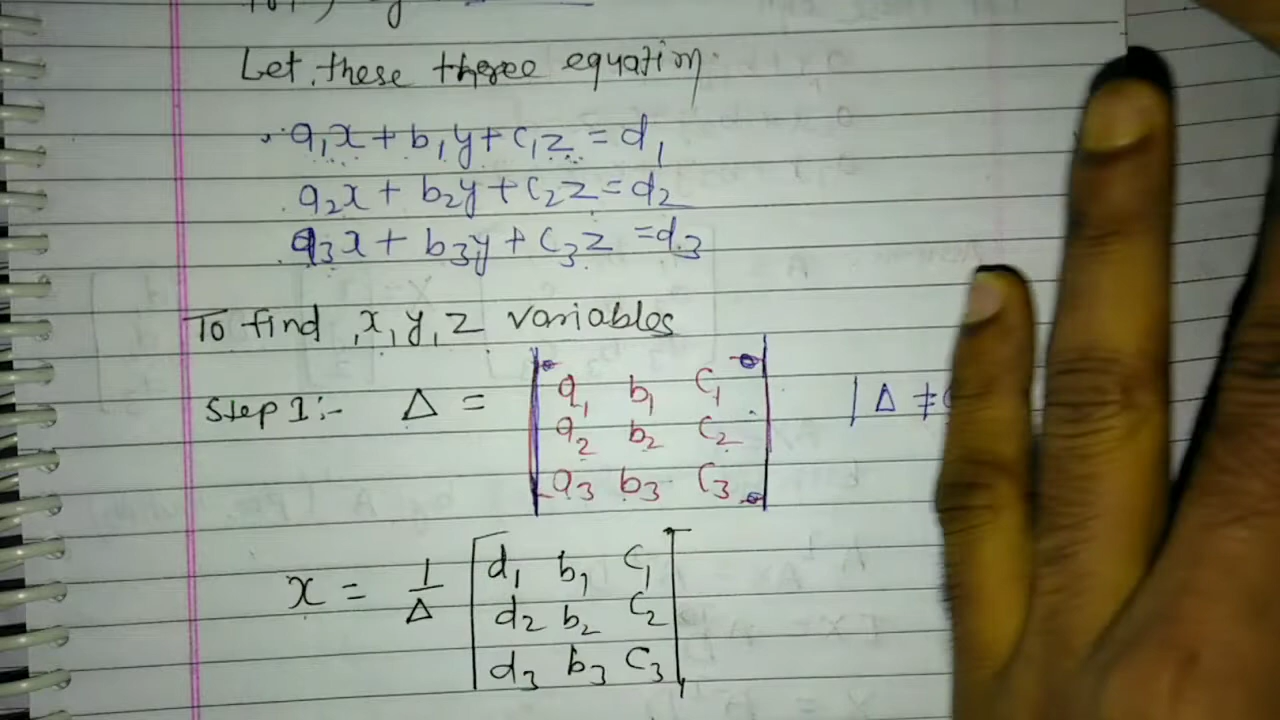 Let, these three equation.
a₁x + b₁y + c₁z = d₁
a₂x + b₂y + c₂z = d₂
a₃x + b₃y + c₃z = d₃
To find x, y, z variables
Step 1:- Δ = | a₁ b₁ c₁ | | Δ ≠
a₂ b₂ c₂
a₃ b₃ c₃
x = 1/Δ [ d₁ b₁ c₁ ]
d₂ b₂ c₂
d₃ b₃ c₃